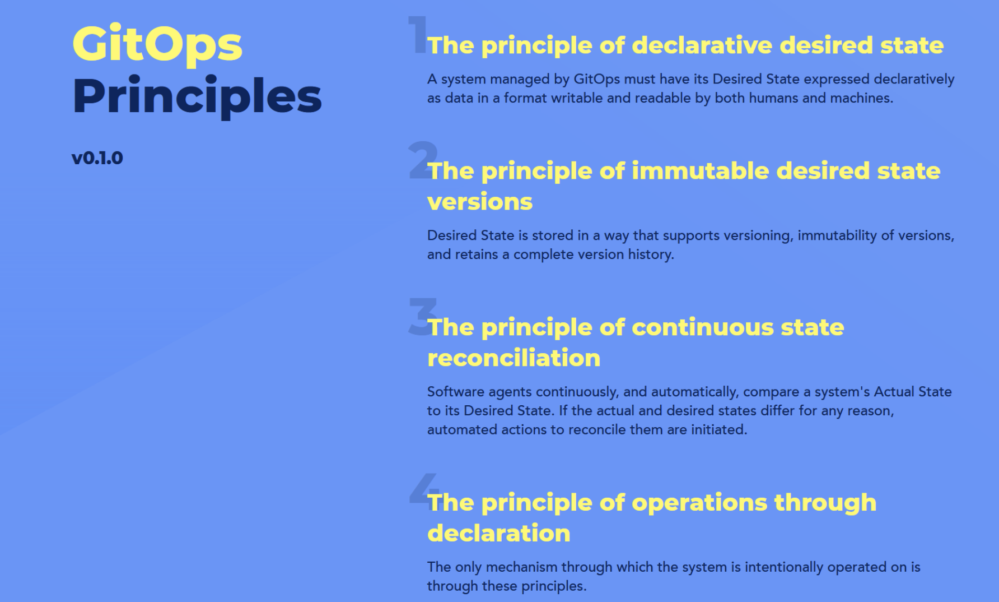 GitOps
Principles
v0.1.0
1
The principle of declarative desired state
A system managed by GitOps must have its Desired State expressed declaratively
as data in a format writable and readable by both humans and machines.
2
The principle of immutable desired state
versions
Desired State is stored in a way that supports versioning, immutability of versions,
and retains a complete version history.
3
The principle of continuous state
reconciliation
Software agents continuously, and automatically, compare a system's Actual State
to its Desired State. If the actual and desired states differ for any reason,
automated actions to reconcile them are initiated.
4
The principle of operations through
declaration
The only mechanism through which the system is intentionally operated on is
through these principles.